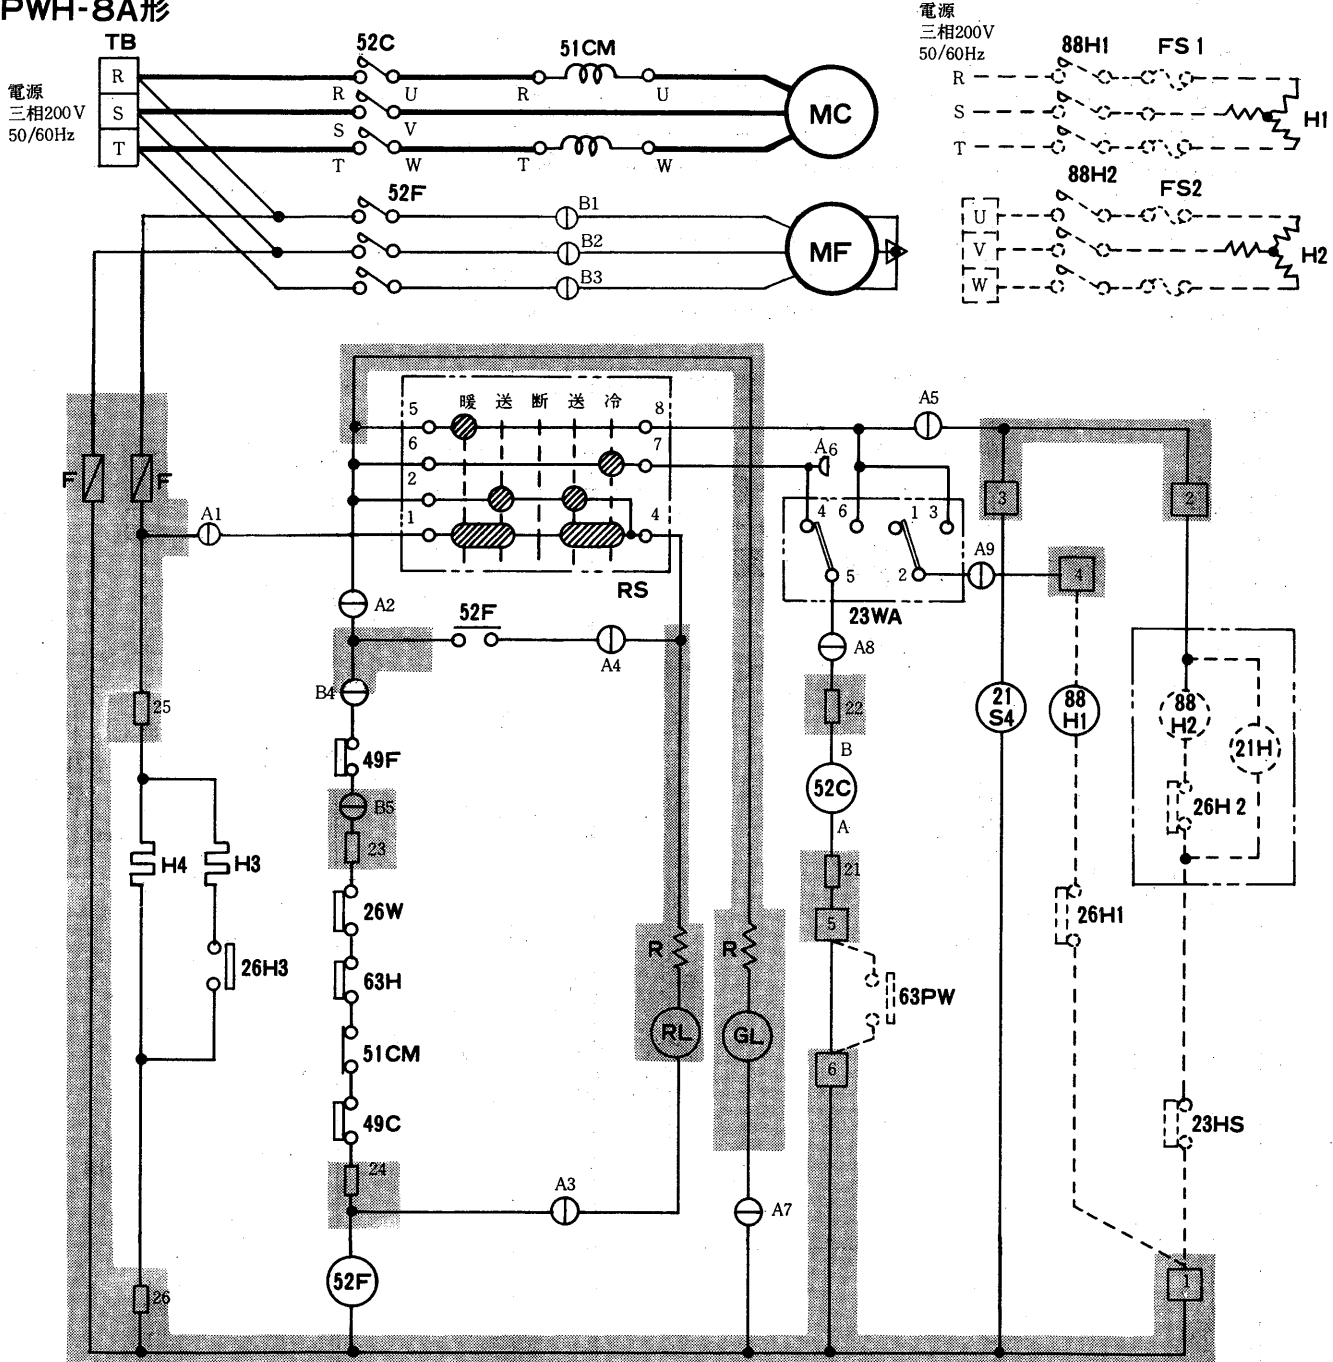 PWH-8A形
電源
三相200V
50/60Hz
TB
52C
51CM
88H1
FS 1
電源
三相200V
50/60Hz
R
S
T
R
U
S
V
T
W
R
U
T
W
MC
R
S
T
H1
52F
B1
B2
B3
MF
88H2
FS2
U
V
W
H2
暖 送 断 送 冷
5
6
2
1
8
7
4
RS
A5
A6
4
6
1
3
5
2
23WA
A9
3
2
4
F
F
A1
A2
52F
A4
B4
A8
25
22
49F
B
52C
A
21
S4
88
H1
88
H2
21H
26H2
B5
23
H4
H3
26W
21
5
26H1
26H3
63H
R
R
63PW
51CM
RL
GL
6
49C
23HS
24
A3
A7
52F
26
1